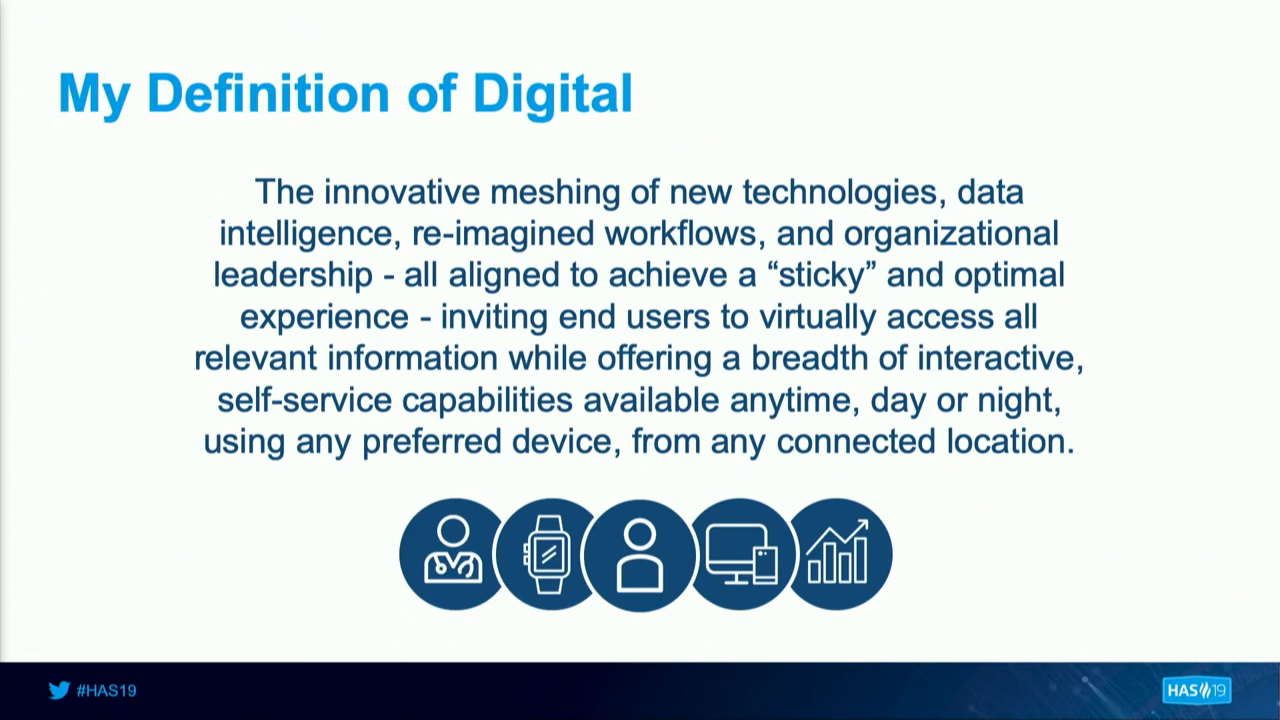 My Definition of Digital
The innovative meshing of new technologies, data
intelligence, re-imagined workflows, and organizational
leadership - all aligned to achieve a “sticky” and optimal
experience - inviting end users to virtually access all
relevant information while offering a breadth of interactive,
self-service capabilities available anytime, day or night,
using any preferred device, from any connected location.
#HAS19
HAS 19